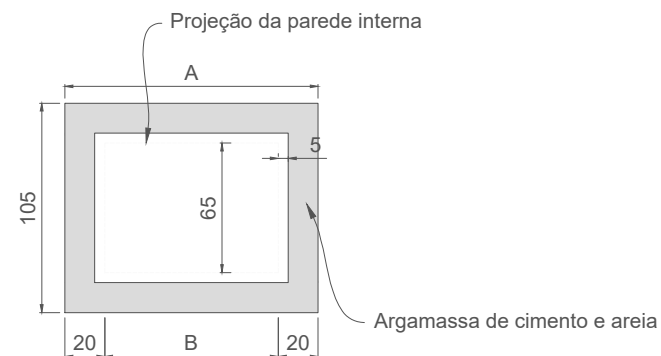 Projeção da parede interna
A
5
105
65
Argamassa de cimento e areia
20 B 20